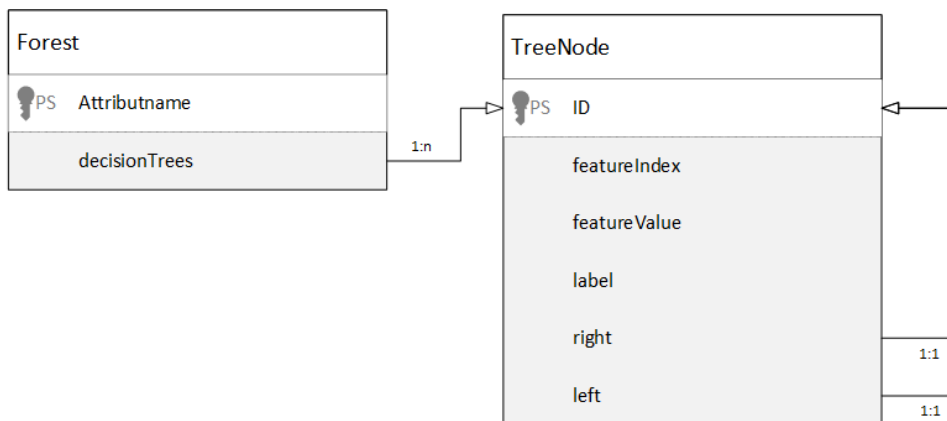 Forest
PS Attributname
decisionTrees
1:n
TreeNode
PS ID
featureIndex
featureValue
label
right
1:1
left
1:1